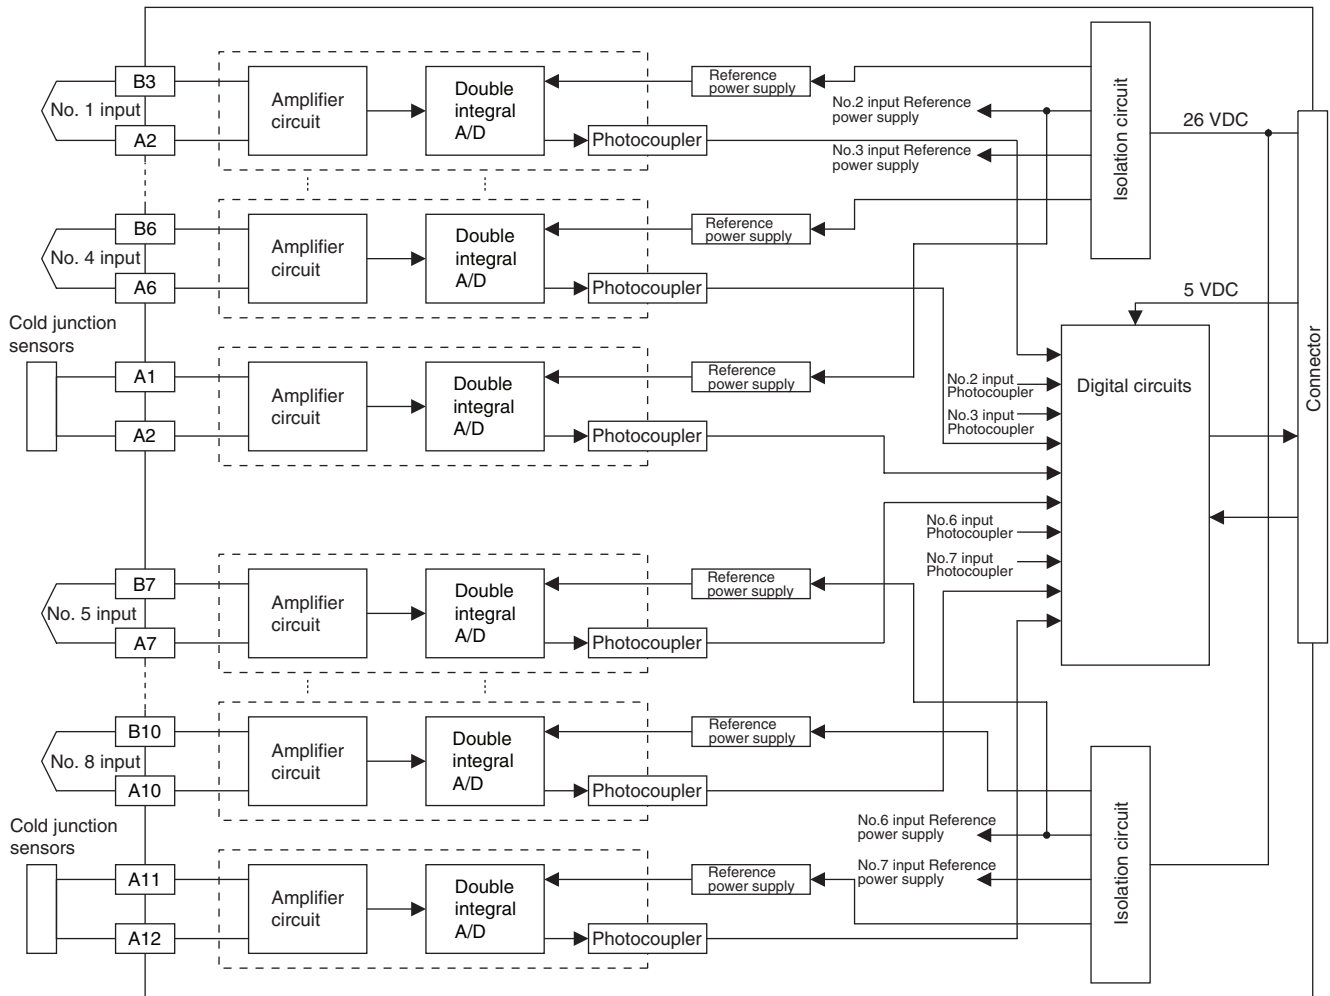 B3
No. 1 input
A2
Amplifier
circuit
Double
integral
A/D
Reference
power supply
Photocoupler
No.2 input Reference
power supply
No.3 input Reference
power supply
Isolation circuit
26 VDC
B6
No. 4 input
A6
Amplifier
circuit
Double
integral
A/D
Reference
power supply
Photocoupler
5 VDC
Cold junction
sensors
A1
A2
Amplifier
circuit
Double
integral
A/D
Reference
power supply
Photocoupler
No.2 input
Photocoupler
No.3 input
Photocoupler
Digital circuits
Connector
No.6 input
Photocoupler
No.7 input
Photocoupler
B7
No. 5 input
A7
Amplifier
circuit
Double
integral
A/D
Reference
power supply
Photocoupler
B10
No. 8 input
A10
Amplifier
circuit
Double
integral
A/D
Reference
power supply
Photocoupler
No.6 input Reference
power supply
No.7 input Reference
power supply
Isolation circuit
Cold junction
sensors
A11
A12
Amplifier
circuit
Double
integral
A/D
Reference
power supply
Photocoupler